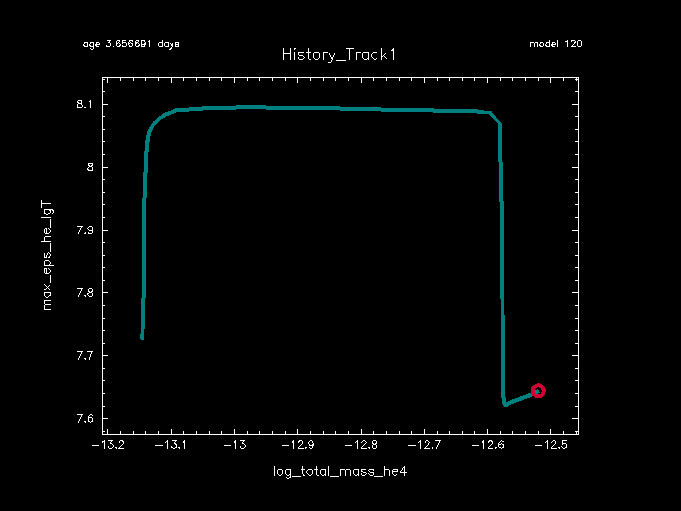 age 3.656691 days
model 120
History_Track1
8.1
8
7.9
7.8
7.7
7.6
max_eps_he_lgT
-13.2
-13.1
-13
-12.9
-12.8
-12.7
-12.6
-12.5
log_total_mass_he4